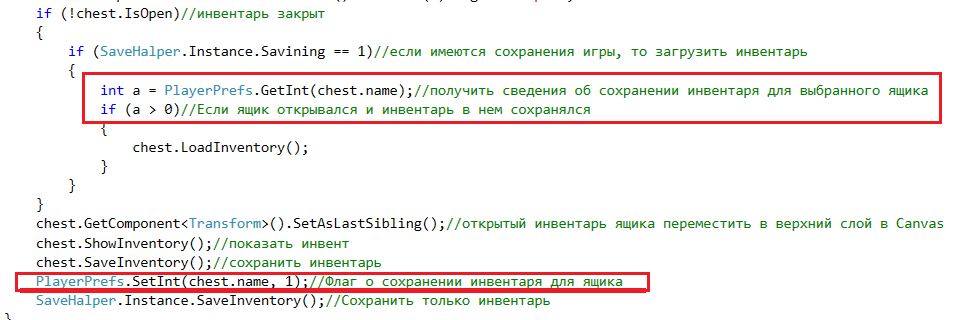 if (!chest.IsOpen)//инвентарь закрыт
{
if (SaveHalper.Instance.Savining == 1)//если имеются сохранения игры, то загрузить инвентарь
{
int a = PlayerPrefs.GetInt(chest.name);//получить сведения об сохранении инвентаря для выбранного ящика
if (a > 0)//Если ящик открывался и инвентарь в нем сохранялся
{
chest.LoadInventory();
}
}
}
chest.GetComponent<Transform>().SetAsLastSibling();//открытый инвентарь ящика переместить в верхний слой в Canvas
chest.ShowInventory();//показать инвент
chest.SaveInventory();//сохранить инвентарь
PlayerPrefs.SetInt(chest.name, 1);//Флаг о сохранении инвентаря для ящика
SaveHalper.Instance.SaveInventory();//Сохранить только инвентарь